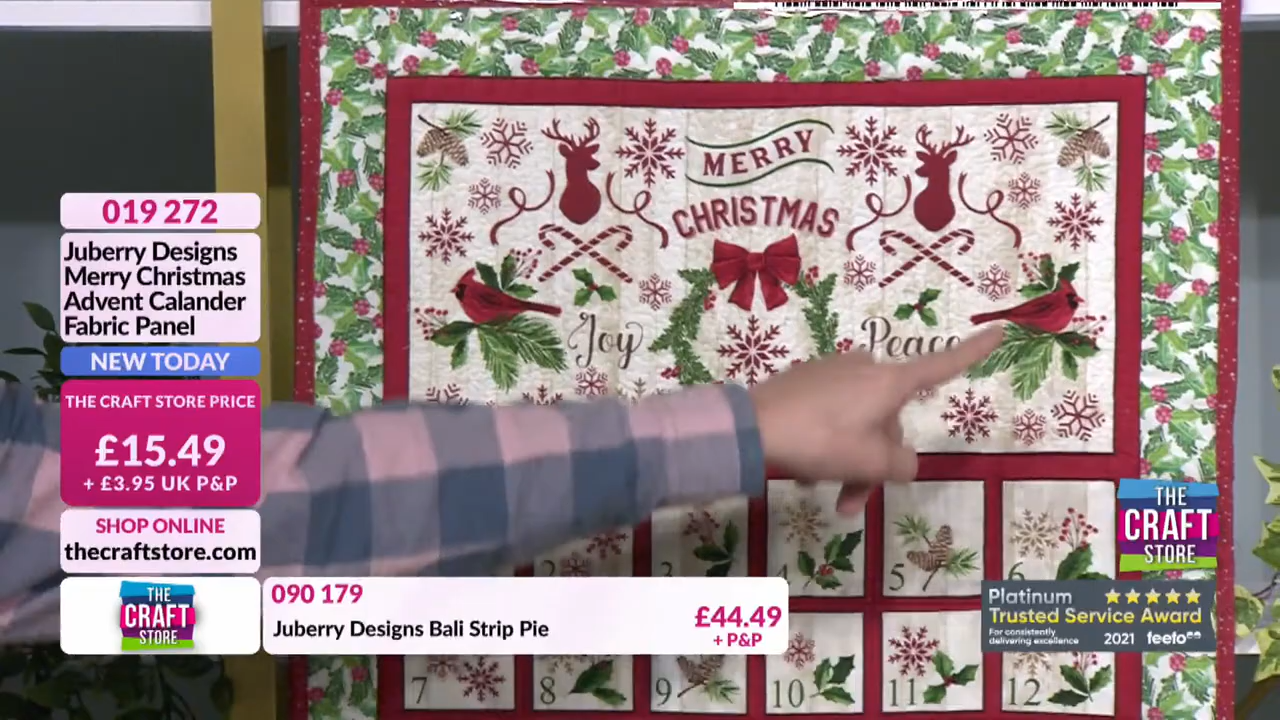 MERRY
CHRISTMAS
Joy
Peace
019 272
Juberry Designs
Merry Christmas
Advent Calander
Fabric Panel
NEW TODAY
THE CRAFT STORE PRICE
£15.49
+ £3.95 UK P&P
SHOP ONLINE
thecraftstore.com
2
3
4
5
6
THE
CRAFT
STORE
THE
CRAFT
STORE
090 179
Juberry Designs Bali Strip Pie
£44.49
+ P&P
Platinum
Trusted Service Award
For consistently
delivering excellence
2021 feefo
7
8
9
10
11
12